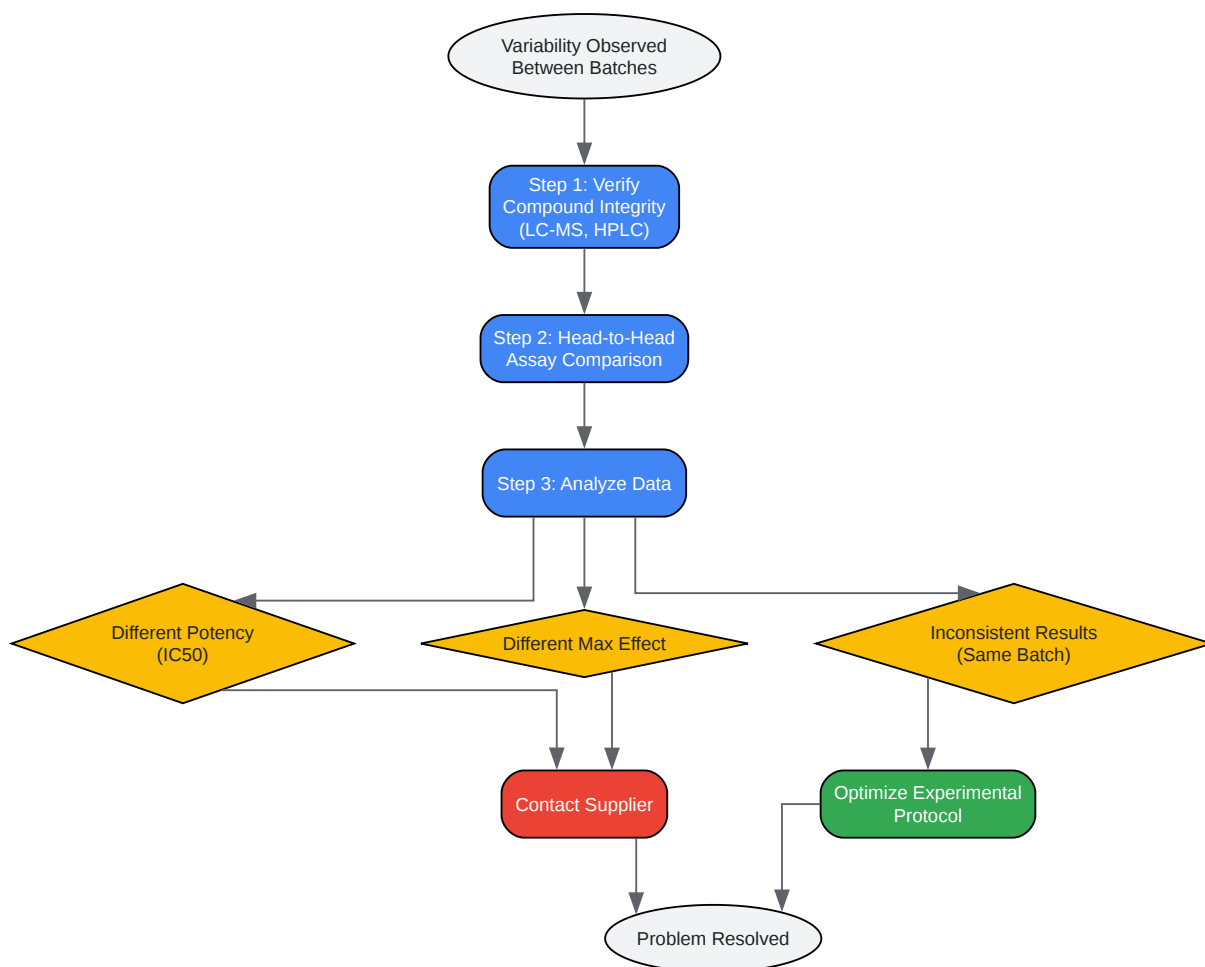 Variability Observed
Between Batches
Step 1: Verify
Compound Integrity
(LC-MS, HPLC)
Step 2: Head-to-Head
Assay Comparison
Step 3: Analyze Data
Different Potency
(IC50)
Different Max Effect
Inconsistent Results
(Same Batch)
Contact Supplier
Optimize Experimental
Protocol
Problem Resolved